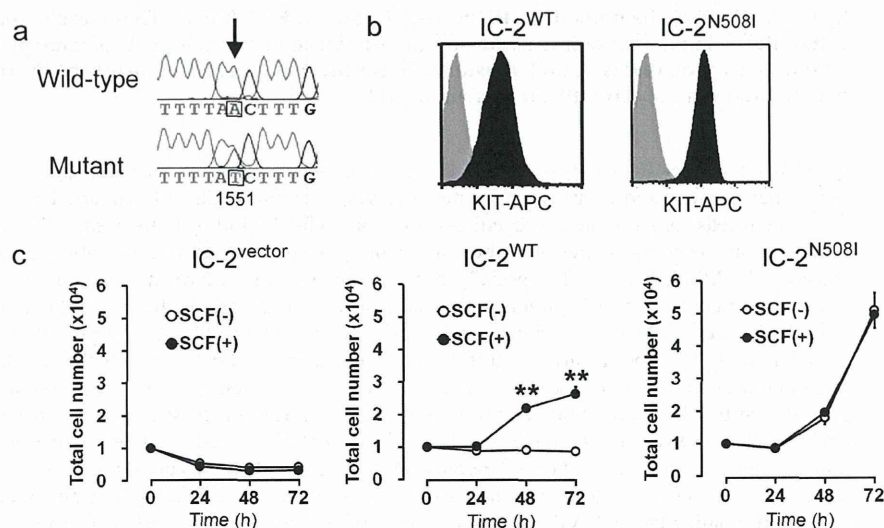 a
Wild-type
TTTTAACTTTG
Mutant
TTTTATCTTTG
1551
b
IC-2WT
IC-2N508I
KIT-APC
KIT-APC
c
IC-2vector
Total cell number (x10⁴)
6
5
4
3
2
1
0
SCF(-)
SCF(+)
0 24 48 72
Time (h)
IC-2WT
Total cell number (x10⁴)
6
5
4
3
2
1
0
SCF(-)
SCF(+)
** **
0 24 48 72
Time (h)
IC-2N508I
Total cell number (x10⁴)
6
5
4
3
2
1
0
SCF(-)
SCF(+)
0 24 48 72
Time (h)